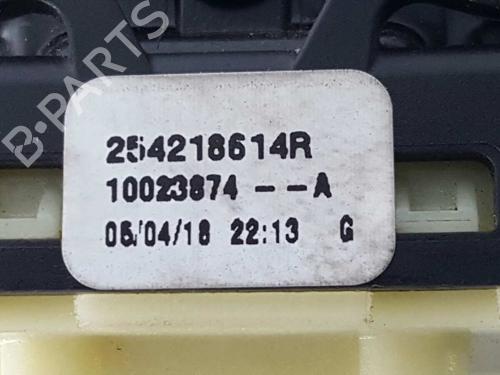 B-PARTS
254218614R
10023874 --A
06/04/18 22:13 G